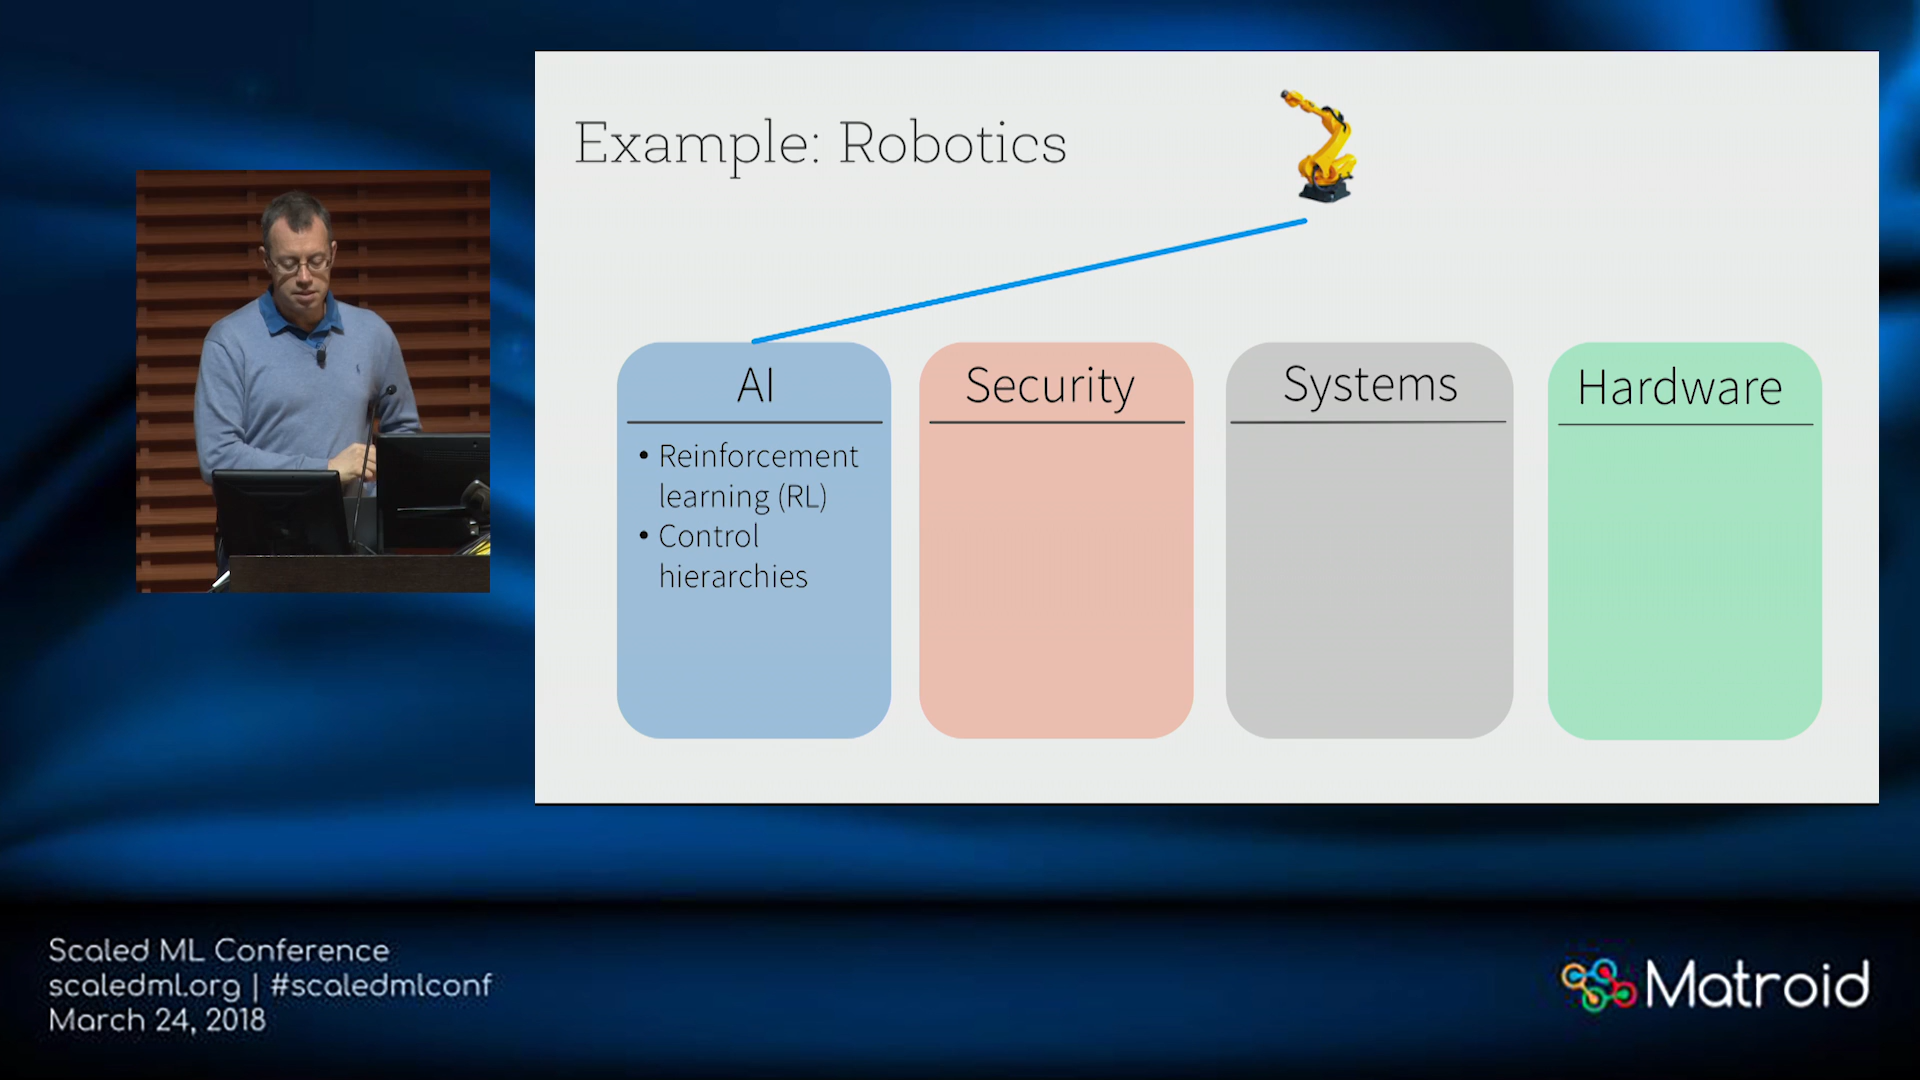 Example: Robotics
AI
• Reinforcement
learning (RL)
• Control
hierarchies
Security
Systems
Hardware
Scaled ML Conference
scaledml.org | #scaledmlconf
March 24, 2018
Matroid